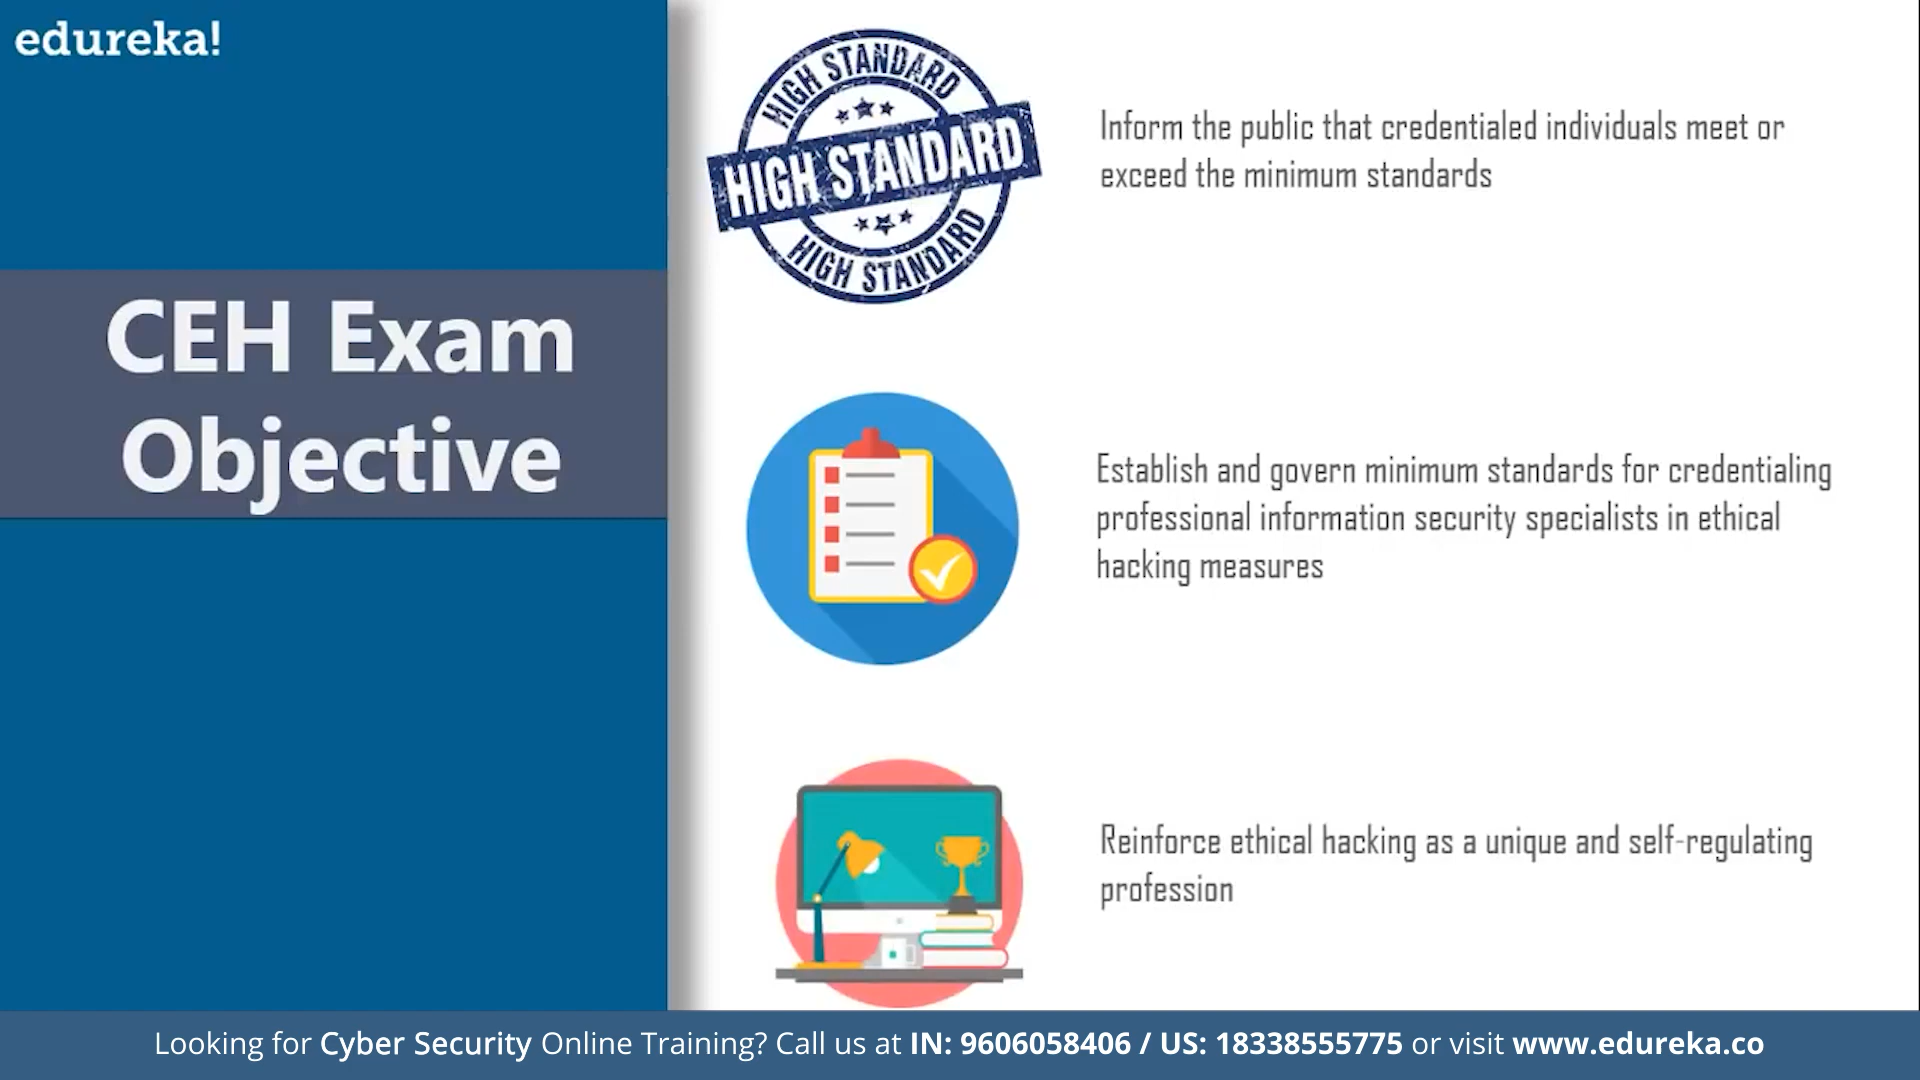 edureka!
CEH Exam
Objective
HIGH STANDARD
HIGH STANDARD
HIGH STANDARD
Inform the public that credentialed individuals meet or
exceed the minimum standards
Establish and govern minimum standards for credentialing
professional information security specialists in ethical
hacking measures
Reinforce ethical hacking as a unique and self-regulating
profession
Looking for Cyber Security Online Training? Call us at IN: 9606058406 / US: 18338555775 or visit www.edureka.co